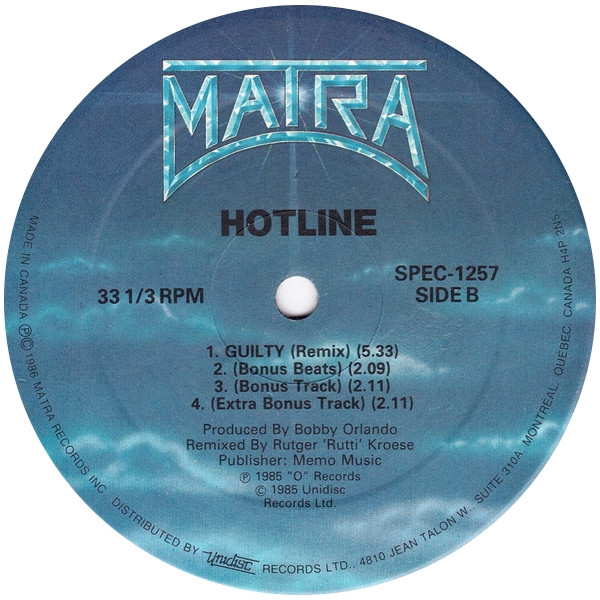 MATRA
HOTLINE
33 1/3 RPM
SPEC-1257
SIDE B
1. GUILTY (Remix) (5.33)
2. (Bonus Beats) (2.09)
3. (Bonus Track) (2.11)
4. (Extra Bonus Track) (2.11)
Produced By Bobby Orlando
Remixed By Rutger 'Rutti' Kroese
Publisher: Memo Music
Ⓟ 1985 "O" Records
© 1985 Unidisc
Records Ltd.
MADE IN CANADA Ⓟ© 1985 MATRA RECORDS INC. DISTRIBUTED BY Unidisc RECORDS LTD., 4810 JEAN TALON W., SUITE 310A, MONTREAL, QUEBEC, CANADA H4P 2N5